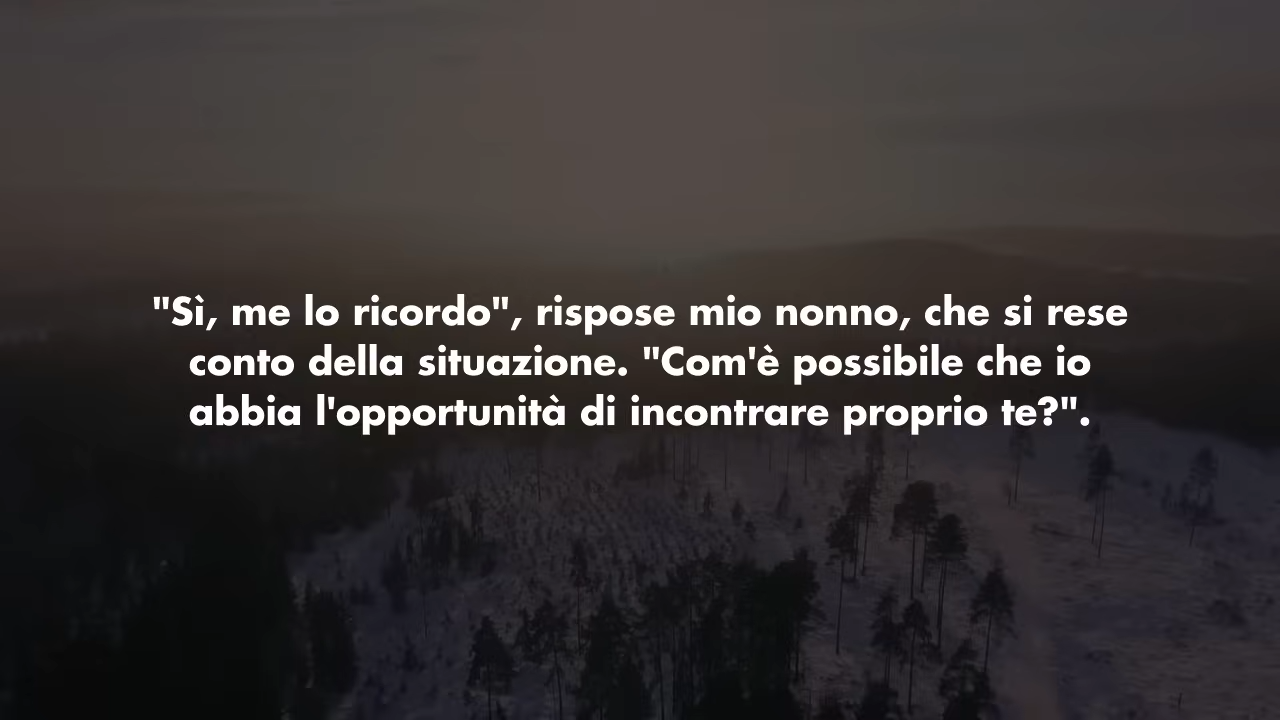 "Sì, me lo ricordo", rispose mio nonno, che si rese
conto della situazione. "Com'è possibile che io
abbia l'opportunità di incontrare proprio te?".